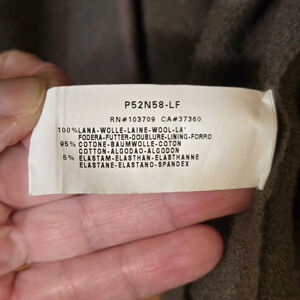 P52N58-LF
RN#103709 CA#37360
100%LANA-WOLLE-LAINE-WOOL-LA'
FODERA-FUTTER-DOUBLURE-LINING-FORRO
95% COTONE-BAUMWOLLE-COTON
COTTON-ALGODAO-ALGODON
5% ELASTAM-ELASTHAN-ELASTHANNE
ELASTANE-ELASTANO-SPANDEX